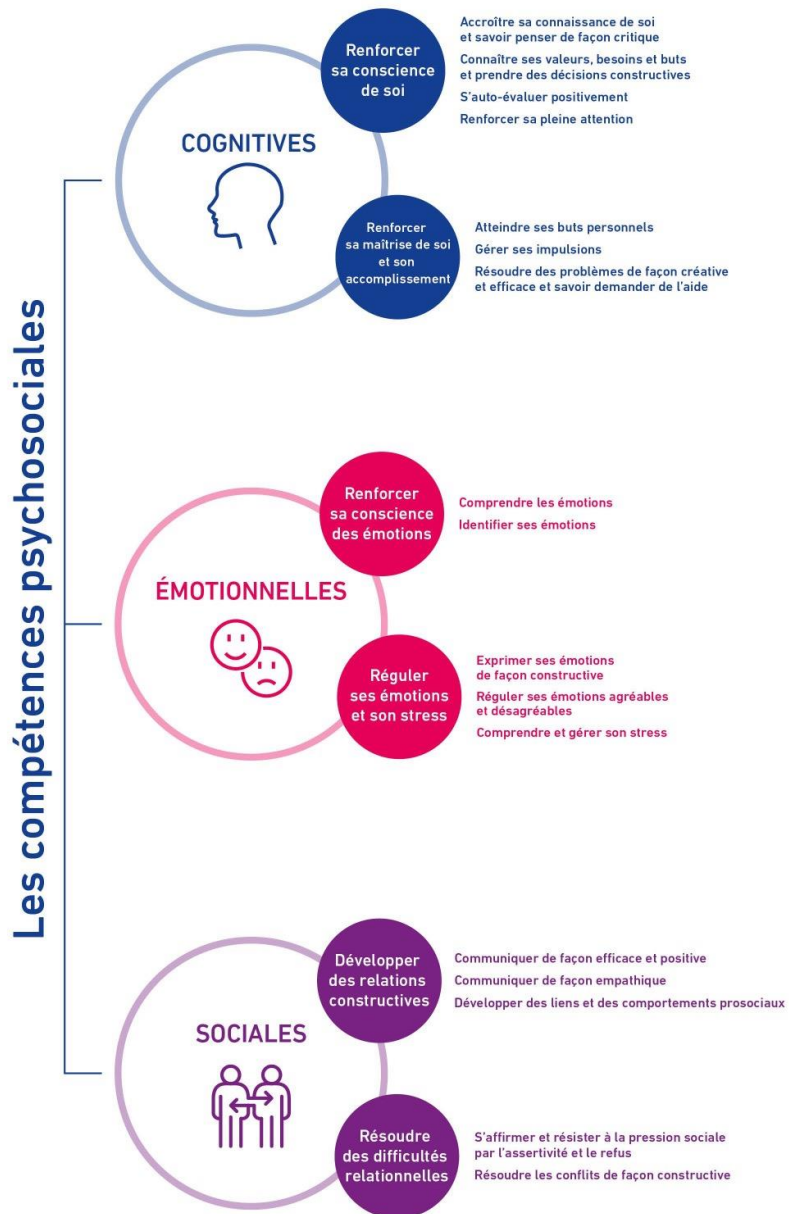 Les compétences psychosociales
COGNITIVES
Renforcer
sa conscience
de soi
Accroître sa connaissance de soi
et savoir penser de façon critique
Connaître ses valeurs, besoins et buts
et prendre des décisions constructives
S'auto-évaluer positivement
Renforcer sa pleine attention
Renforcer
sa maîtrise de soi
et son
accomplissement
Atteindre ses buts personnels
Gérer ses impulsions
Résoudre des problèmes de façon créative
et efficace et savoir demander de l'aide
ÉMOTIONNELLES
Renforcer
sa conscience
des émotions
Comprendre les émotions
Identifier ses émotions
Réguler
ses émotions
et son stress
Exprimer ses émotions
de façon constructive
Réguler ses émotions agréables
et désagréables
Comprendre et gérer son stress
SOCIALES
Développer
des relations
constructives
Communiquer de façon efficace et positive
Communiquer de façon empathique
Développer des liens et des comportements prosociaux
Résoudre
des difficultés
relationnelles
S'affirmer et résister à la pression sociale
par l'assertivité et le refus
Résoudre les conflits de façon constructive